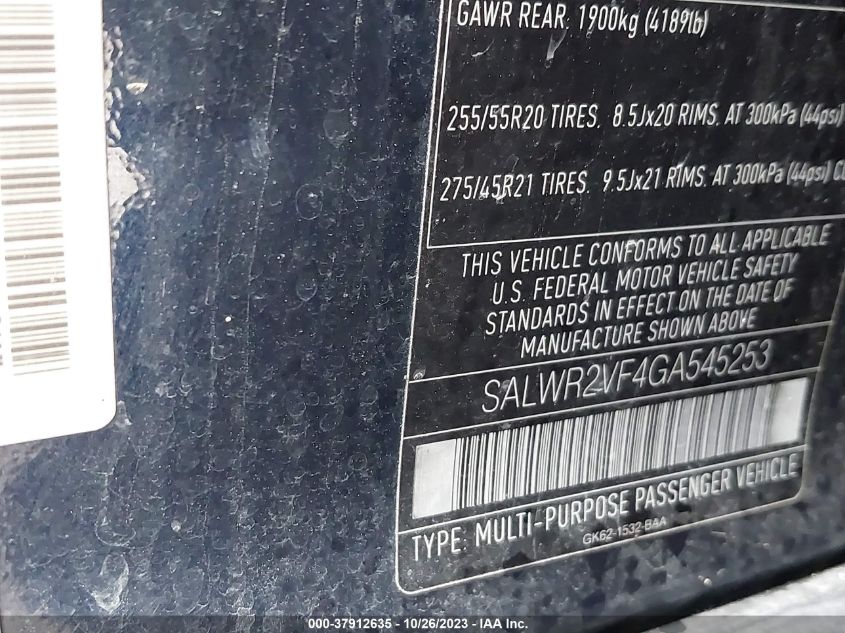 GAWR REAR: 1900kg (4189lb)
255/55R20 TIRES. 8.5Jx20 RIMS. AT 300kPa (44psi)
275/45R21 TIRES. 9.5Jx21 RIMS. AT 300kPa (44psi)
THIS VEHICLE CONFORMS TO ALL APPLICABLE
U.S. FEDERAL MOTOR VEHICLE SAFETY
STANDARDS IN EFFECT ON THE DATE OF
MANUFACTURE SHOWN ABOVE
SALWR2VF4GA545253
TYPE: MULTI-PURPOSE PASSENGER VEHICLE
GK62-1532-BAA
000-37912635 - 10/26/2023 - IAA Inc.